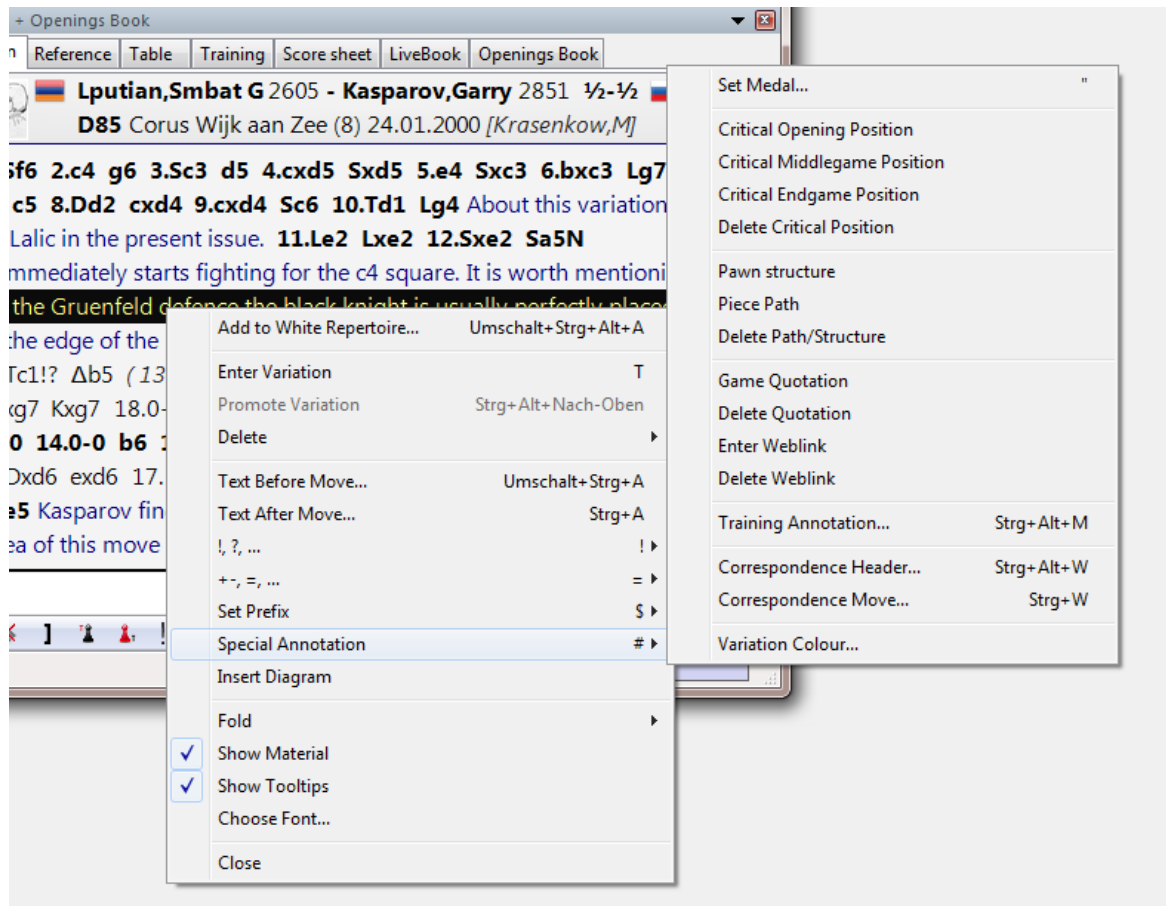 + Openings Book
n Reference Table Training Score sheet LiveBook Openings Book
Lputian,Smbat G 2605 - Kasparov,Garry 2851 ½-½
D85 Corus Wijk aan Zee (8) 24.01.2000 [Krasenkow,M]
Sf6 2.c4 g6 3.Sc3 d5 4.cxd5 Sxd5 5.e4 Sxc3 6.bxc3 Lg7
c5 8.Dd2 cxd4 9.cxd4 Sc6 10.Td1 Lg4 About this variation
Lalic in the present issue. 11.Le2 Lxe2 12.Sxe2 Sa5N
mmediately starts fighting for the c4 square. It is worth mentioni
the Gruenfeld defence the black knight is usually perfectly placed
the edge of the
Tc1!? Δb5 (13
xg7 Kxg7 18.0-
0 14.0-0 b6
Dxd6 exd6 17.
e5 Kasparov fin
ea of this move
Add to White Repertoire... Umschalt+Strg+Alt+A
Enter Variation T
Promote Variation Strg+Alt+Nach-Oben
Delete
Text Before Move... Umschalt+Strg+A
Text After Move... Strg+A
!, ?, ... !
+-, =, ... =
Set Prefix $
Special Annotation #
Insert Diagram
Fold
Show Material
Show Tooltips
Choose Font...
Close
Set Medal... "
Critical Opening Position
Critical Middlegame Position
Critical Endgame Position
Delete Critical Position
Pawn structure
Piece Path
Delete Path/Structure
Game Quotation
Delete Quotation
Enter Weblink
Delete Weblink
Training Annotation... Strg+Alt+M
Correspondence Header... Strg+Alt+W
Correspondence Move... Strg+W
Variation Colour...
] !